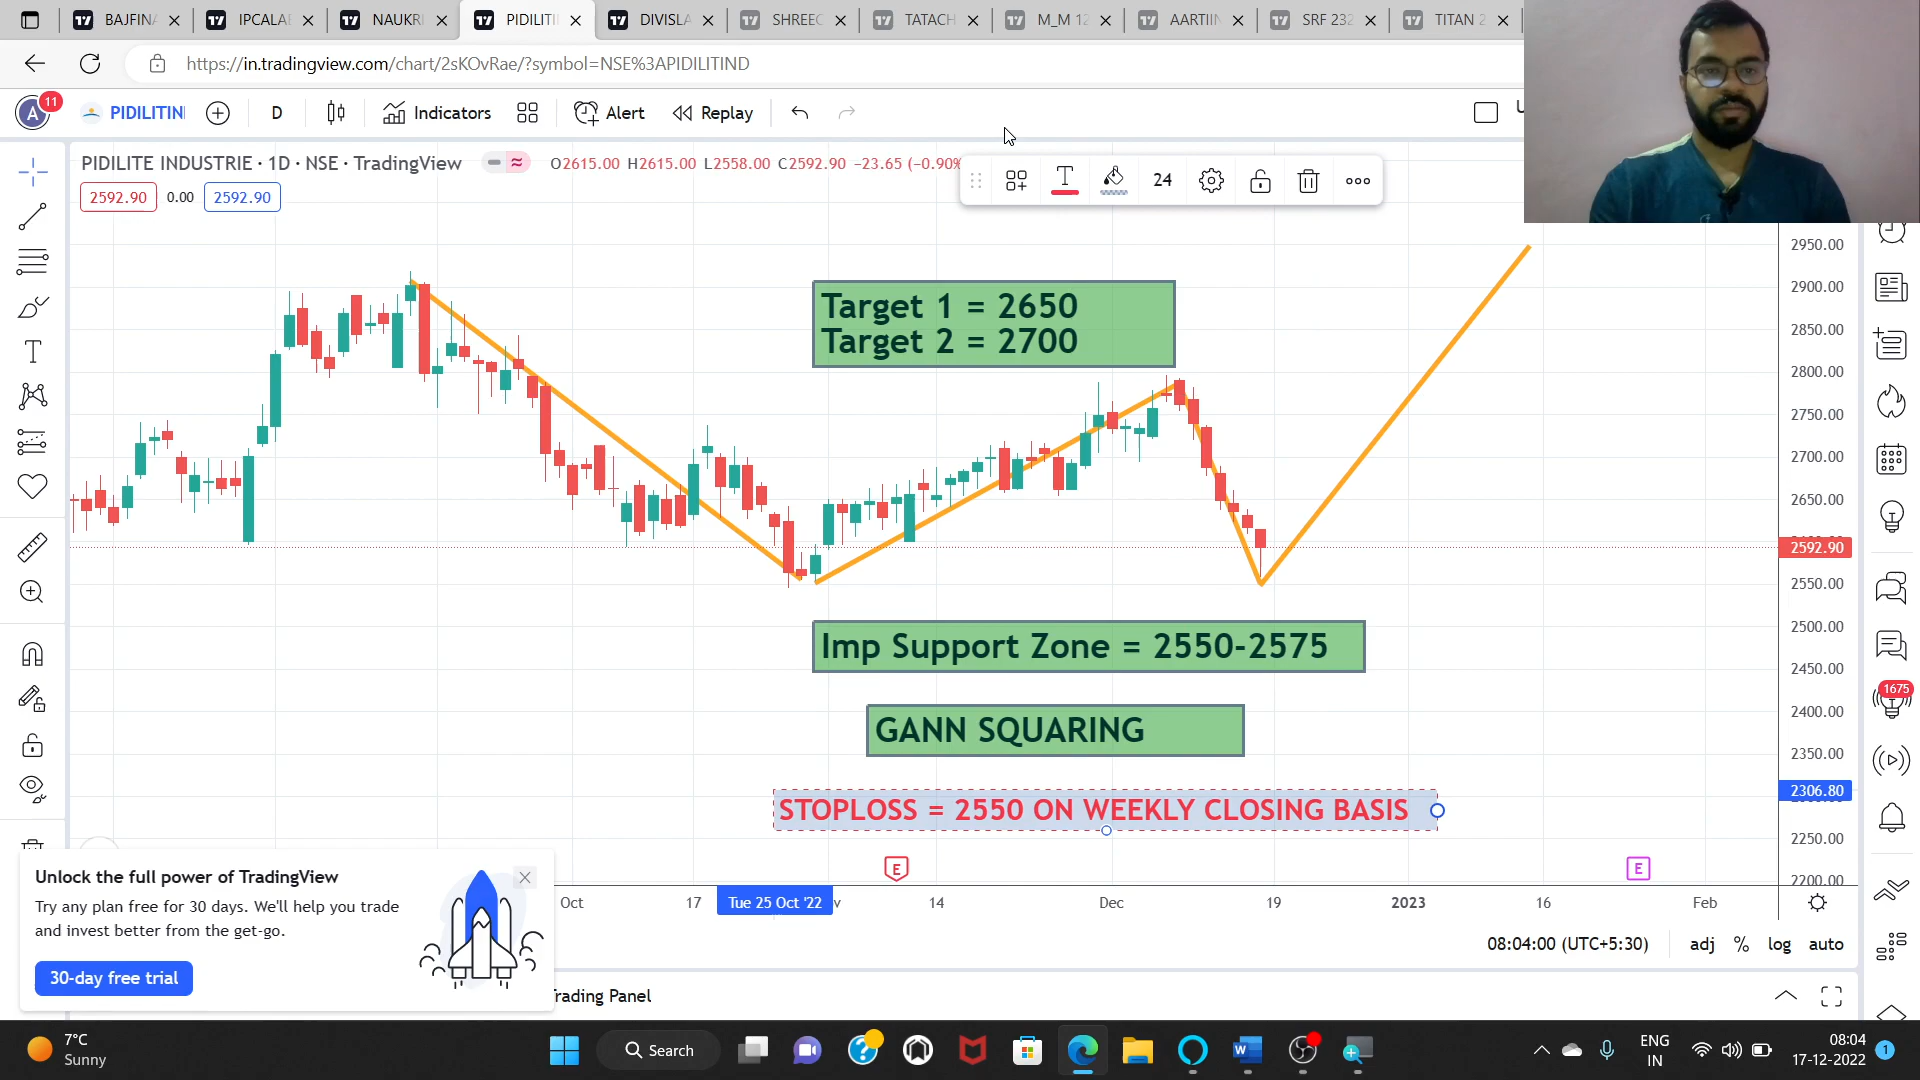 BAJFINA
IPCALAB
NAUKRI
PIDILITIN
DIVISLA
SHREEC
TATACH
M_M 12
AARTIIN
SRF 232
TITAN 2
https://in.tradingview.com/chart/2sKOvRae/?symbol=NSE%3APIDILITIND
A
11
PIDILITIN
D
Indicators
Alert
Replay
U
PIDILITE INDUSTRIE · 1D · NSE · TradingView
O2615.00 H2615.00 L2558.00 C2592.90 −23.65 (−0.90%
2592.90
0.00
2592.90
T
24
2950.00
2900.00
Target 1 = 2650
Target 2 = 2700
2850.00
2800.00
2750.00
2700.00
2650.00
2592.90
2550.00
2500.00
Imp Support Zone = 2550-2575
2450.00
1675
2400.00
GANN SQUARING
2350.00
2306.80
STOPLOSS = 2550 ON WEEKLY CLOSING BASIS
2250.00
E
E
2200.00
Unlock the full power of TradingView
Try any plan free for 30 days. We'll help you trade
and invest better from the get-go.
30-day free trial
Oct
17
Tue 25 Oct '22
v
14
Dec
19
2023
16
Feb
08:04:00 (UTC+5:30)
adj
%
log
auto
Trading Panel
7°C
Sunny
Search
ENG
IN
08:04
17-12-2022
1